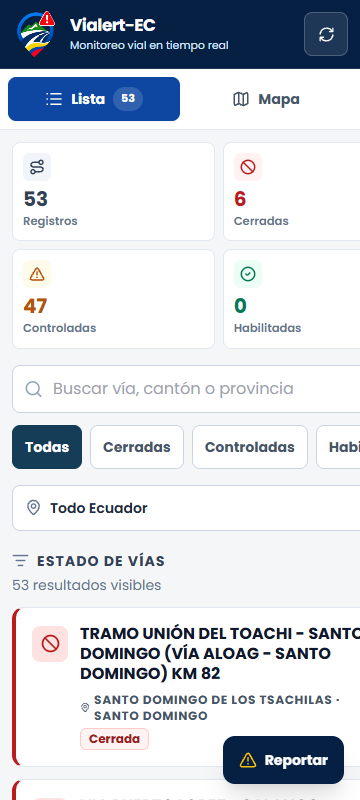 Vialert-EC
Monitoreo vial en tiempo real
Lista 53
Mapa
53
Registros
6
Cerradas
47
Controladas
0
Habilitadas
Buscar vía, cantón o provincia
Todas
Cerradas
Controladas
Habi
Todo Ecuador
ESTADO DE VÍAS
53 resultados visibles
TRAMO UNIÓN DEL TOACHI - SANTO
DOMINGO (VÍA ALOAG - SANTO
DOMINGO) KM 82
SANTO DOMINGO DE LOS TSACHILAS ·
SANTO DOMINGO
Cerrada
Reportar